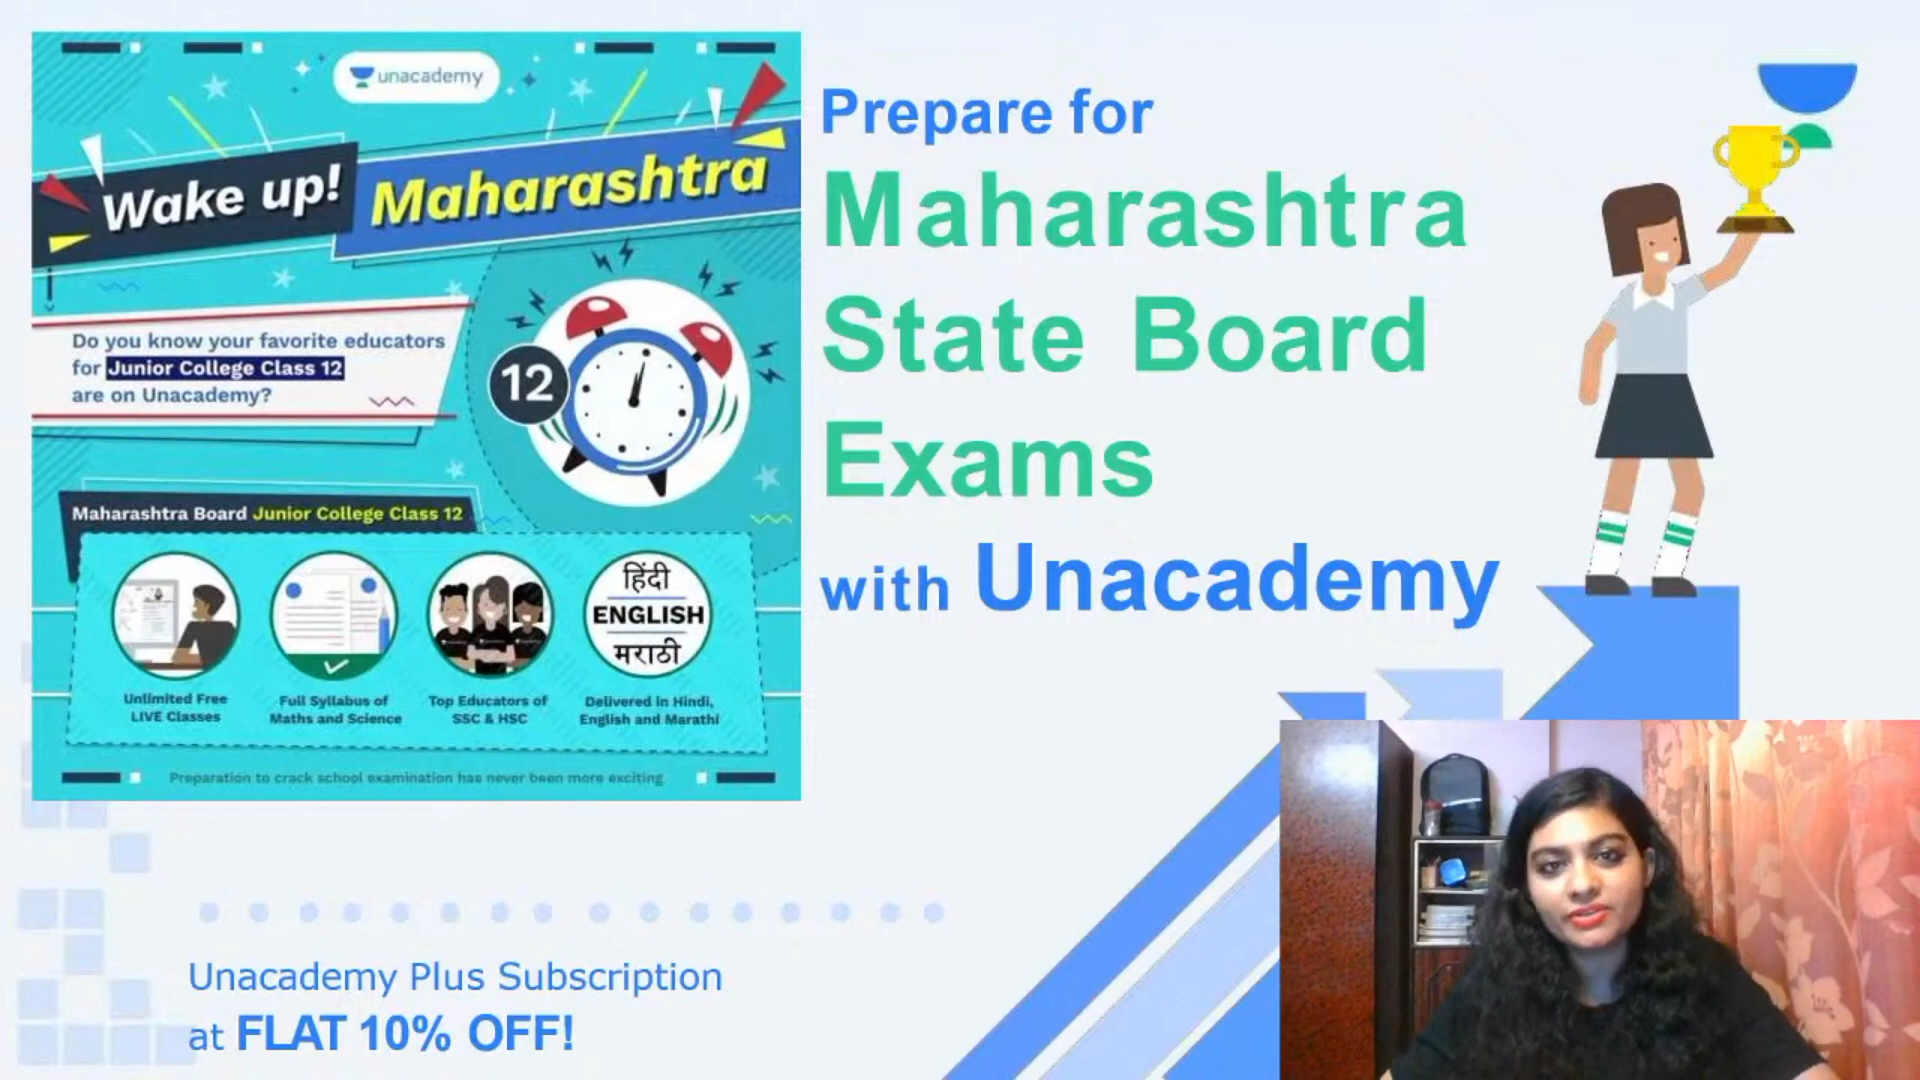 unacademy
Wake up! Maharashtra
Do you know your favorite educators
for Junior College Class 12
are on Unacademy?
12
Maharashtra Board Junior College Class 12
हिंदी
ENGLISH
मराठी
Unlimited Free
LIVE Classes
Full Syllabus of
Maths and Science
Top Educators of
SSC & HSC
Delivered in Hindi,
English and Marathi
Preparation to crack school examination has never been more exciting.
Prepare for
Maharashtra
State Board
Exams
with Unacademy
Unacademy Plus Subscription
at FLAT 10% OFF!